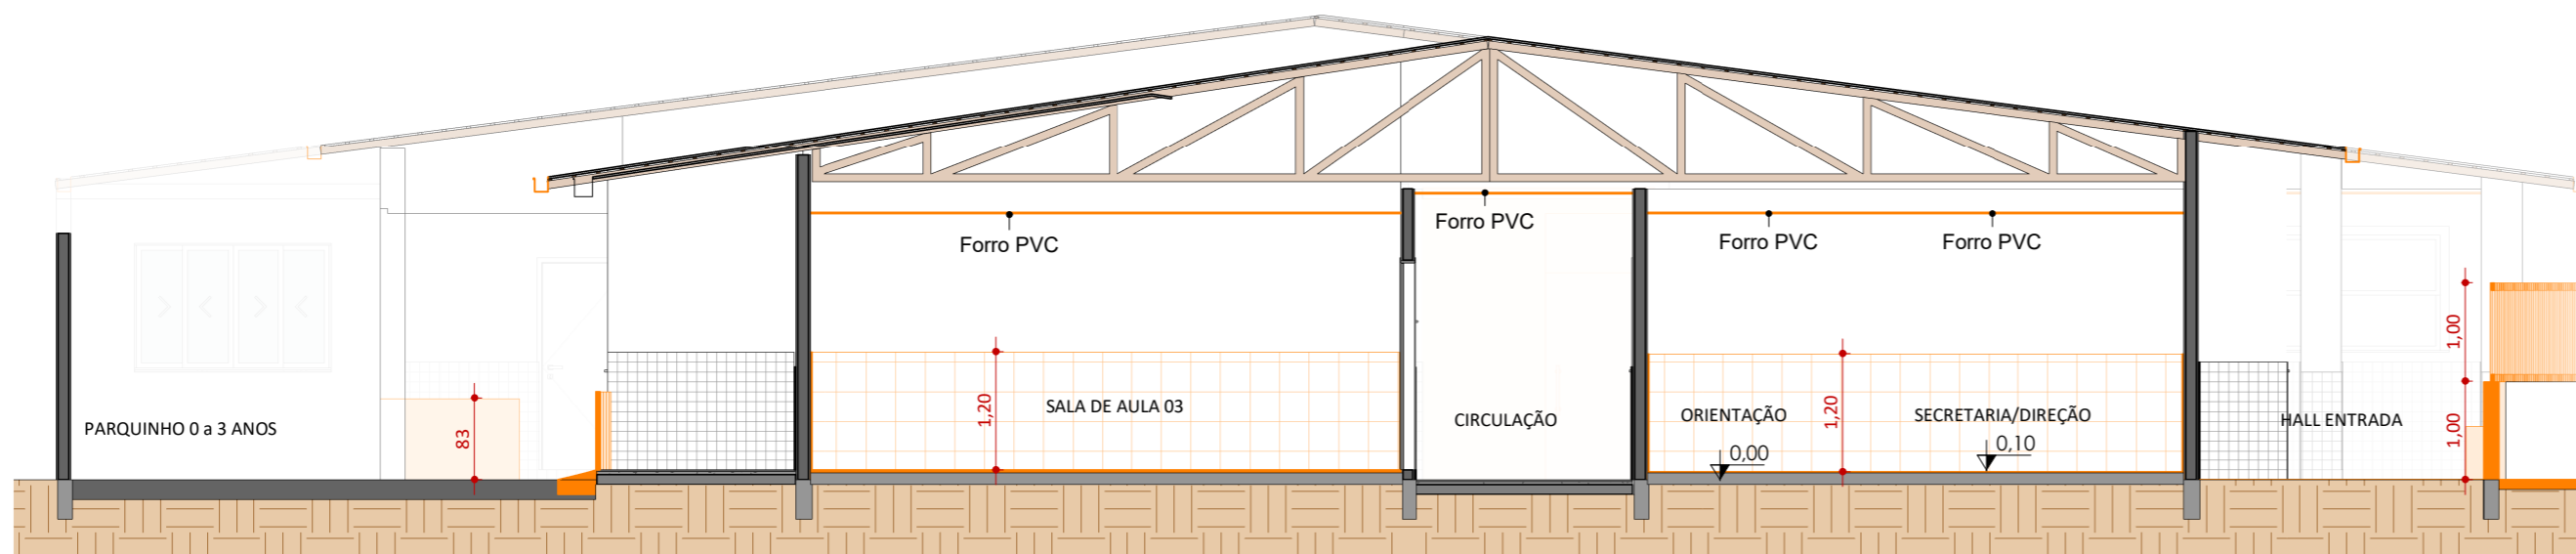 Forro PVC
Forro PVC
Forro PVC
Forro PVC
PARQUINHO 0 a 3 ANOS
83
1,20
SALA DE AULA 03
CIRCULAÇÃO
ORIENTAÇÃO
0,00
1,20
SECRETARIA/DIREÇÃO
0,10
HALL ENTRADA
1,00
1,00